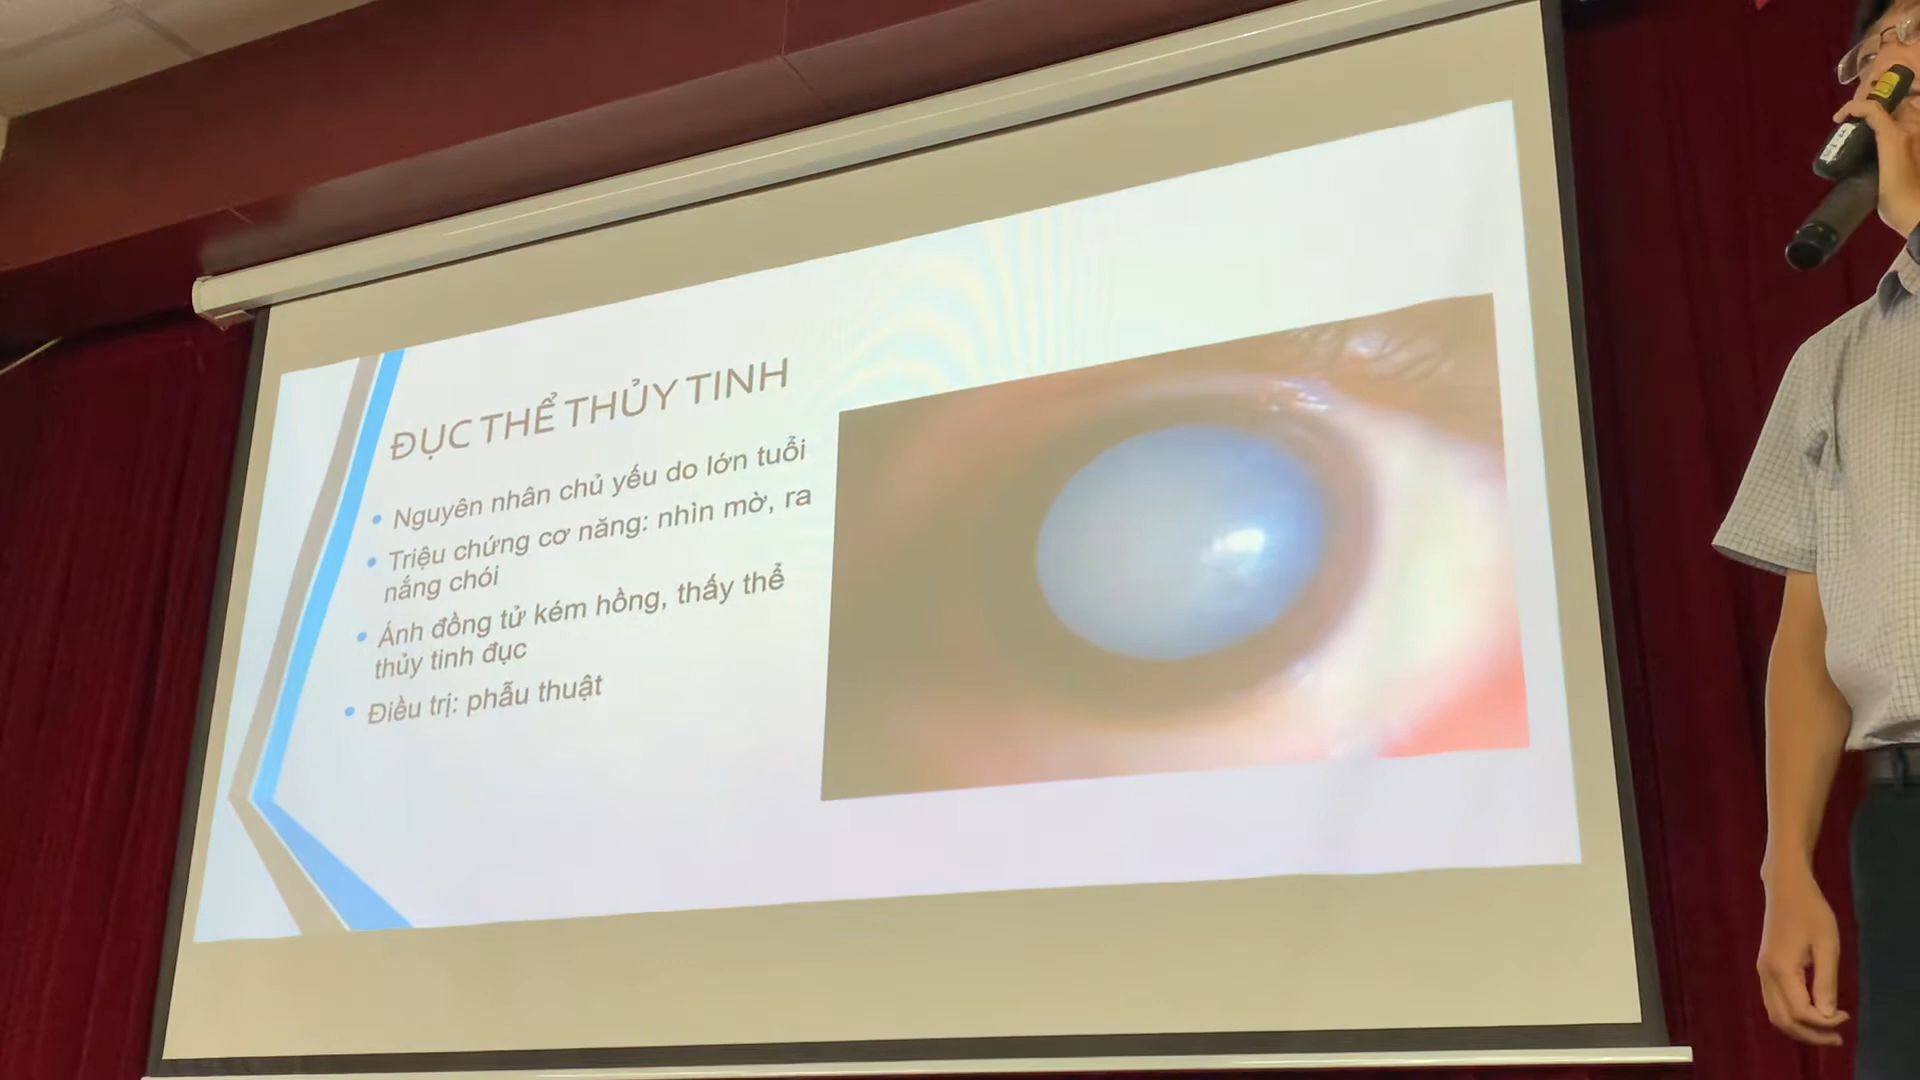 ĐỤC THỂ THỦY TINH
Nguyên nhân chủ yếu do lớn tuổi
Triệu chứng cơ năng: nhìn mờ, ra
nắng chói
Ánh đồng tử kém hồng, thấy thể
thủy tinh đục
Điều trị: phẫu thuật